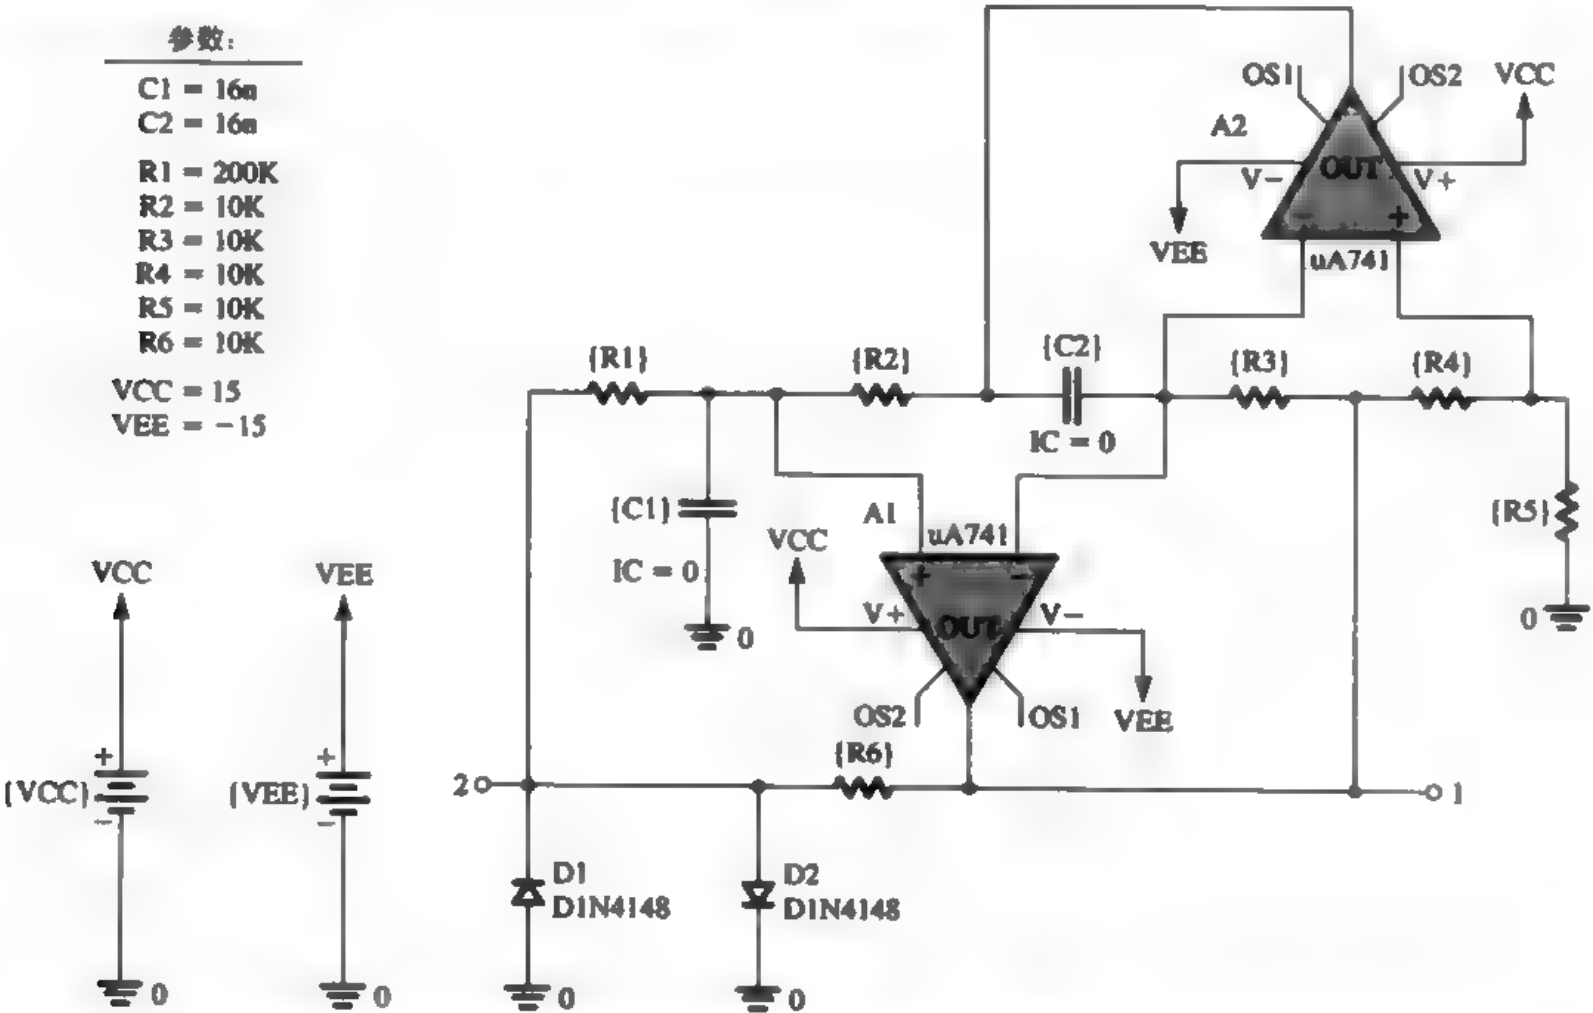 参数:
C1 = 16n
C2 = 16n
R1 = 200K
R2 = 10K
R3 = 10K
R4 = 10K
R5 = 10K
R6 = 10K
VCC = 15
VEE = -15
OS1
OS2
VCC
A2
OUT
V-
V+
- +
VEE
uA741
{R1}
{R2}
{C2}
{R3}
{R4}
IC = 0
{C1}
A1
uA741
{R5}
VCC
+ -
IC = 0
V+
OUT
V-
0
0
OS2
OS1
VEE
VCC
VEE
{R6}
+
{VCC}
-
+
{VEE}
-
2
1
D1
D1N4148
D2
D1N4148
0
0
0
0